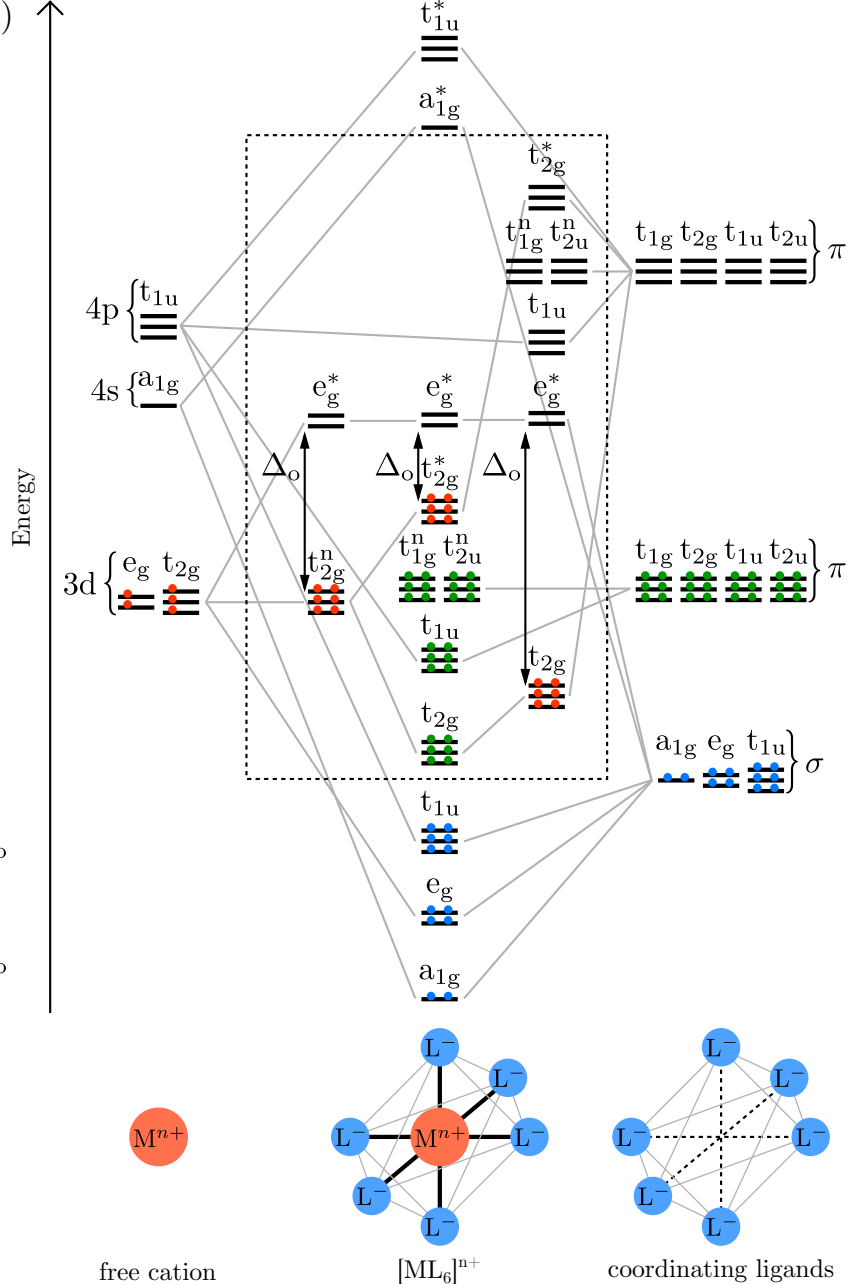 )
t*1u
a*1g
t*2g
tn1g tn2u
t1g t2g t1u t2u } π
4p { t1u
t1u
4s { a1g
e*g e*g e*g
Δo Δo t*2g Δo
Energy
3d { eg t2g
tn2g
tn1g tn2u
t1g t2g t1u t2u } π
t1u
t2g
t2g
a1g eg t1u } σ
t1u
o
eg
o
a1g
L− L− L− L− L− L−
Mn+
Mn+
L− L− L− L− L− L−
free cation
[ML6]n+
coordinating ligands